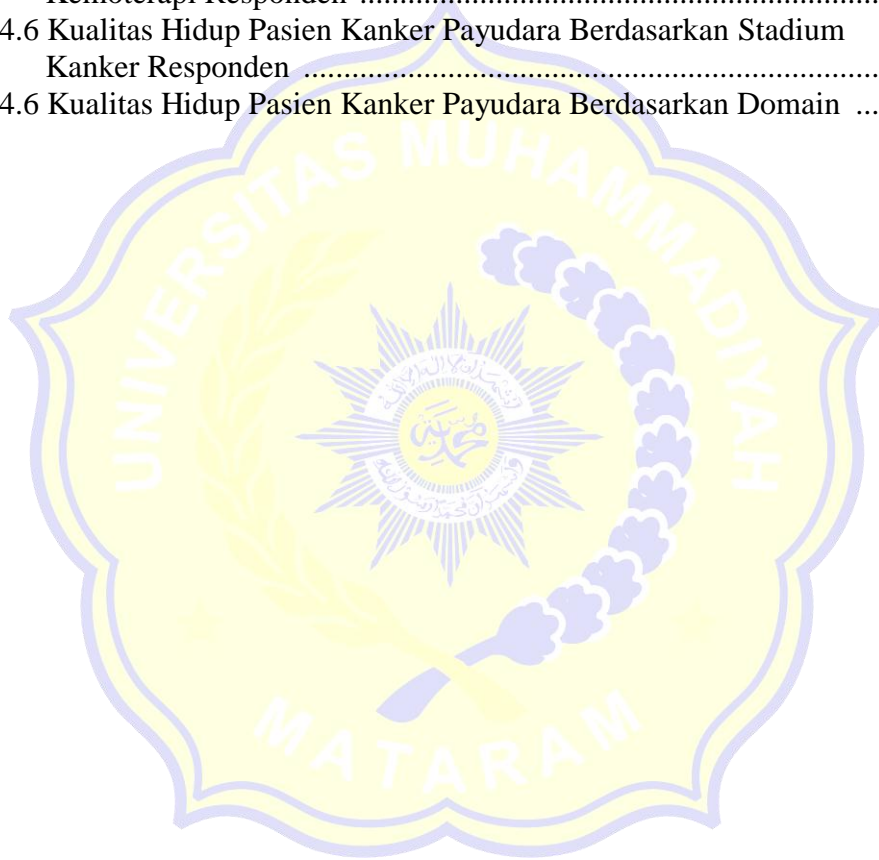 Kemoterapi Responden ..................................................................
4.6 Kualitas Hidup Pasien Kanker Payudara Berdasarkan Stadium
Kanker Responden ........................................................................
4.6 Kualitas Hidup Pasien Kanker Payudara Berdasarkan Domain ...
UNIVERSITAS MUHAMMADIYAH
MATARAM